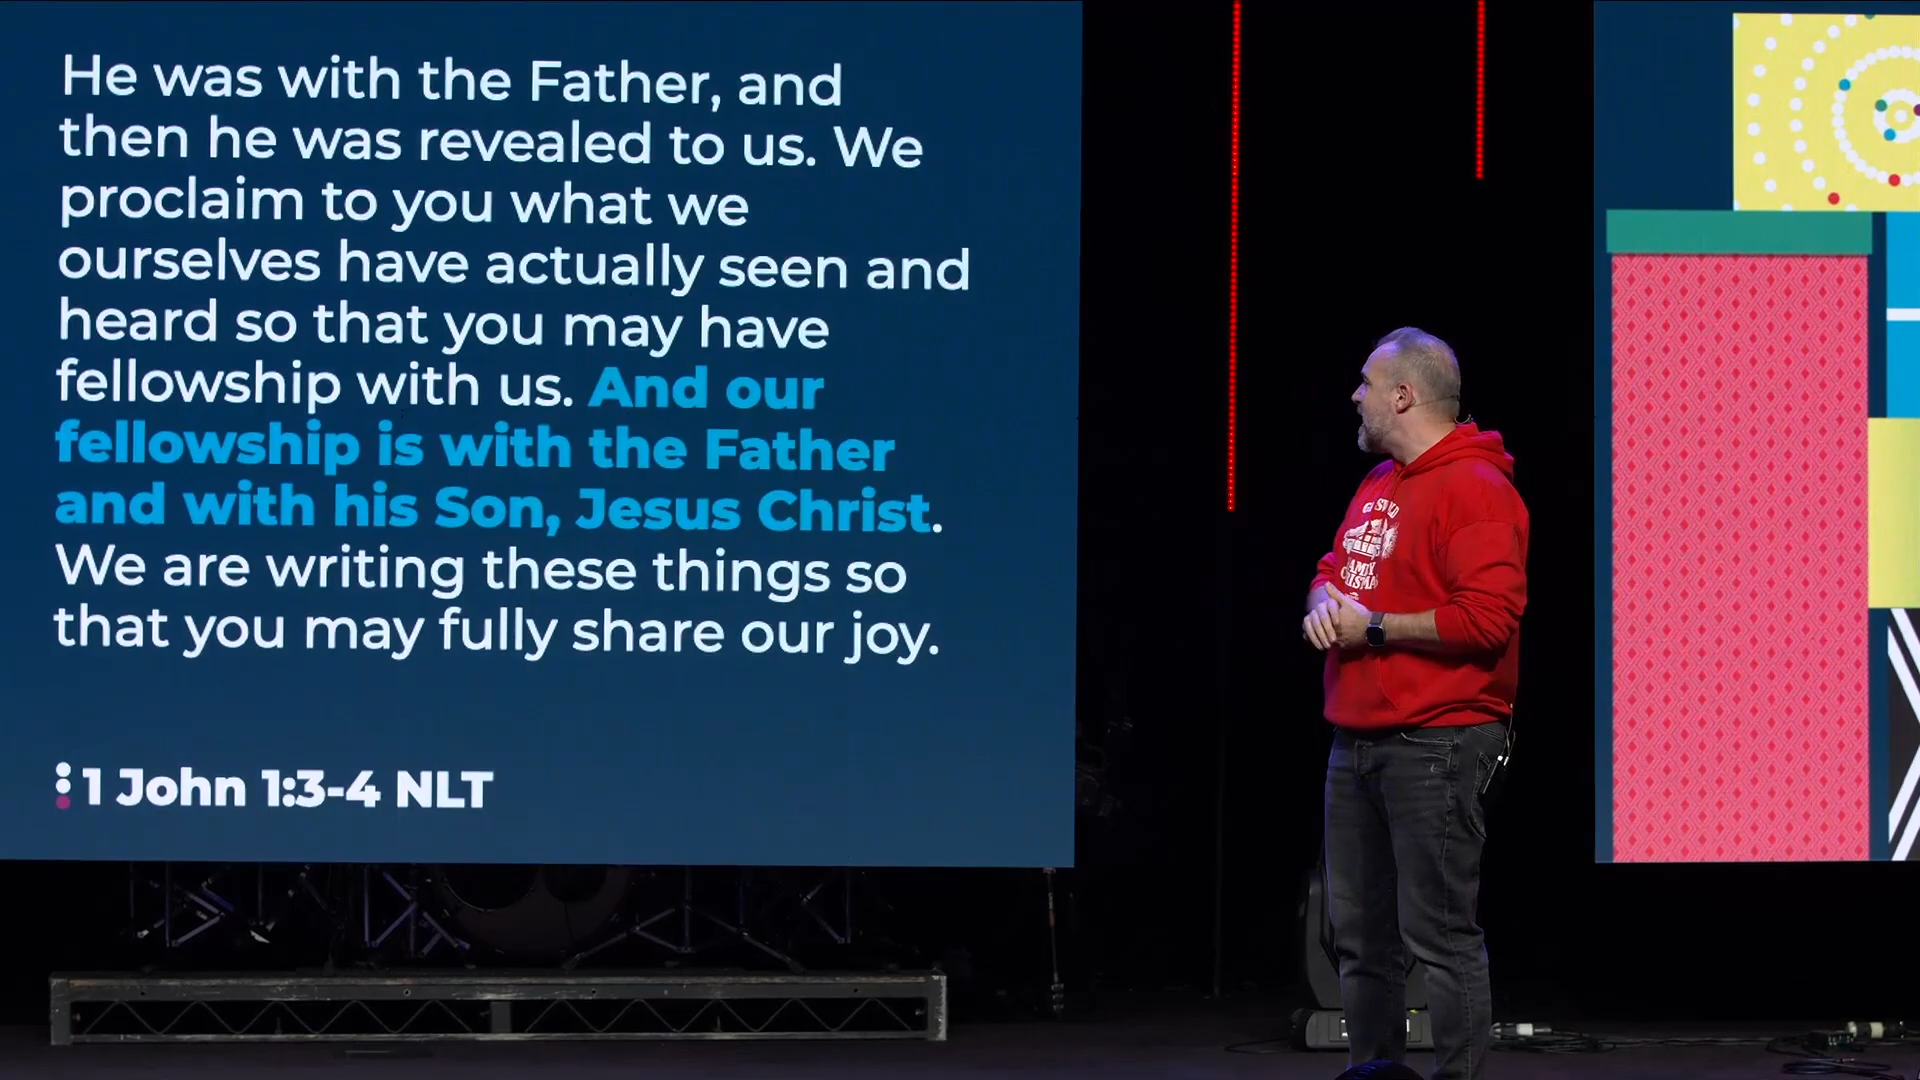 He was with the Father, and
then he was revealed to us. We
proclaim to you what we
ourselves have actually seen and
heard so that you may have
fellowship with us. And our
fellowship is with the Father
and with his Son, Jesus Christ.
We are writing these things so
that you may fully share our joy.
1 John 1:3-4 NLT